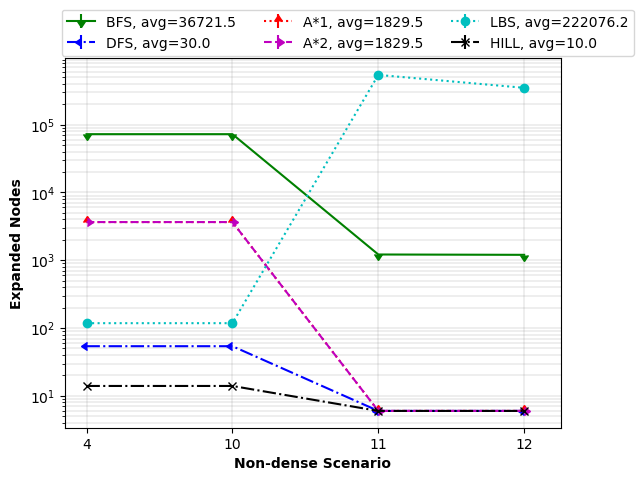 BFS, avg=36721.5 A*1, avg=1829.5 LBS, avg=222076.2
DFS, avg=30.0 A*2, avg=1829.5 HILL, avg=10.0
10^5
10^4
10^3
10^2
10^1
Expanded Nodes
4 10 11 12
Non-dense Scenario